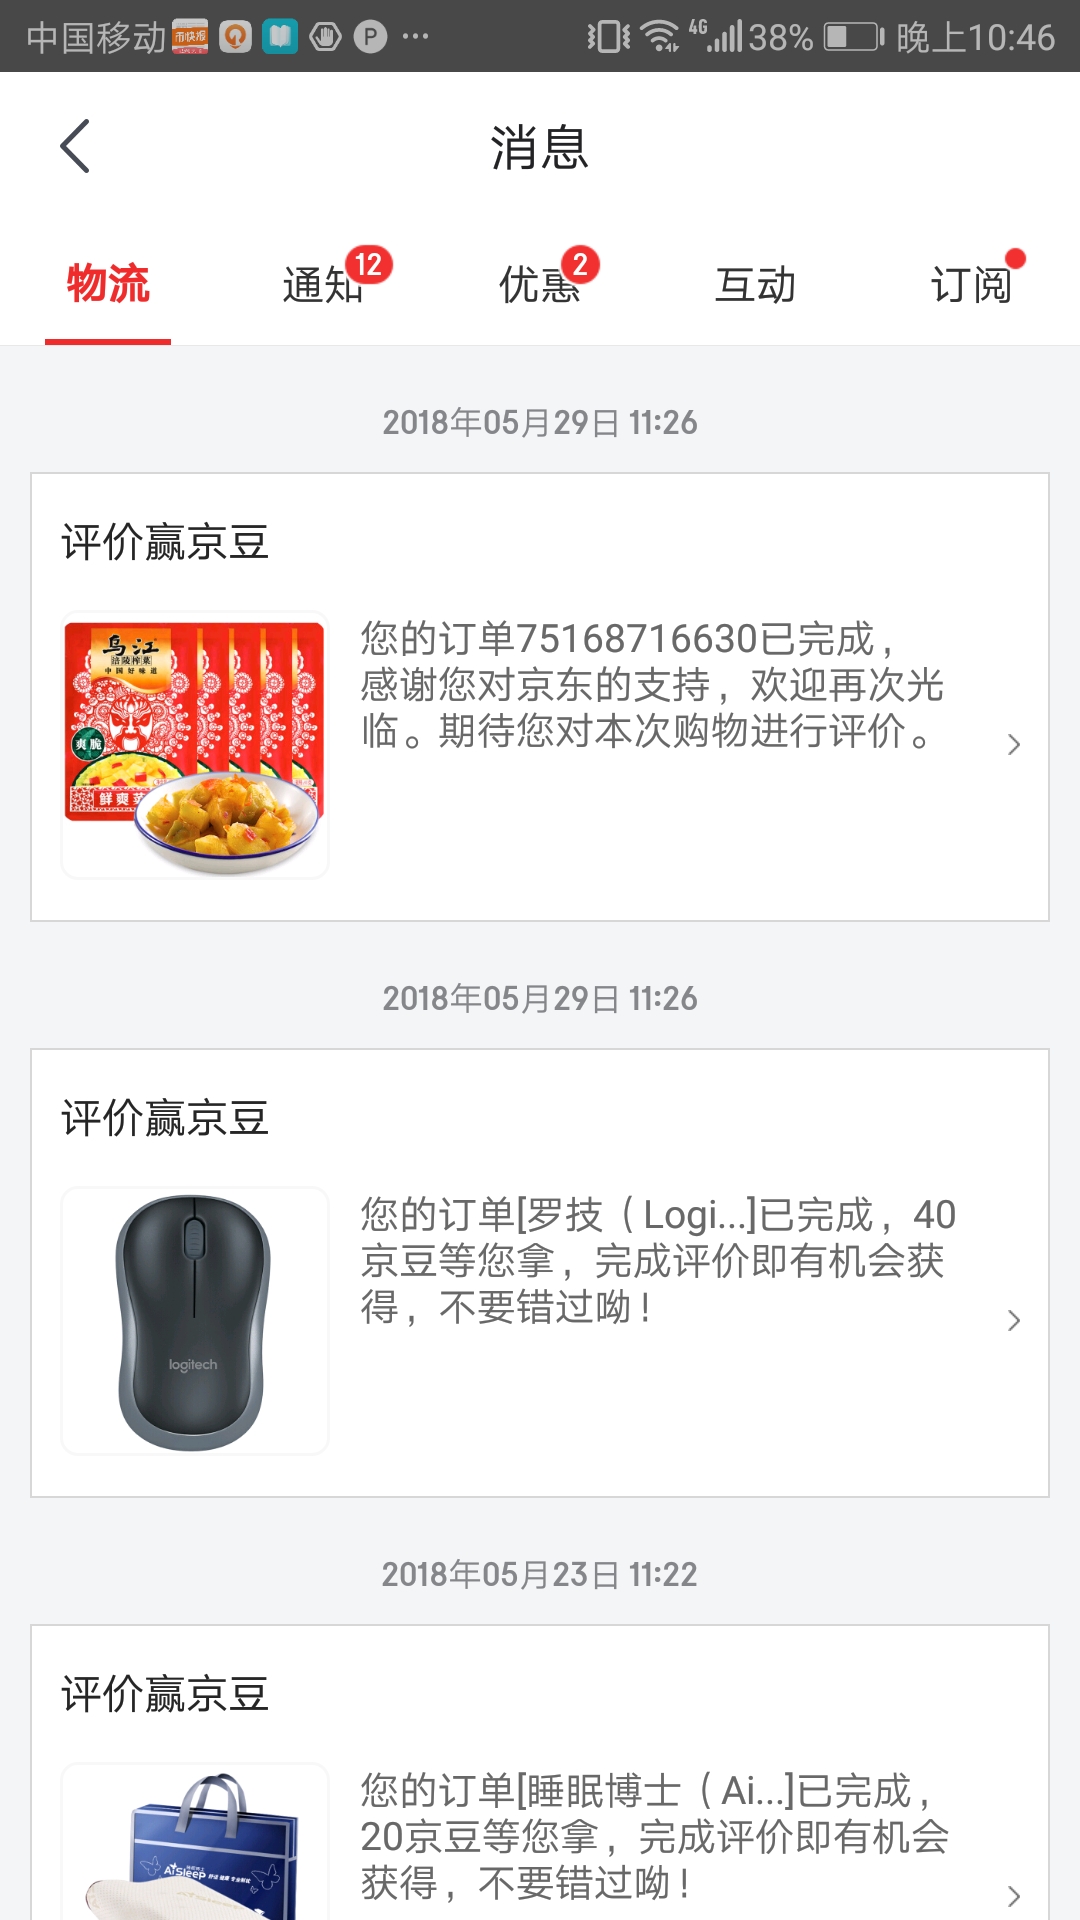 中国移动 币快报 P ··· 4G 38% 晚上10:46
消息
物流 通知 12 优惠 2 互动 订阅
2018年05月29日 11:26
评价赢京豆
乌江
涪陵榨菜
中国好味道
爽脆
鲜爽菜
您的订单75168716630已完成，
感谢您对京东的支持，欢迎再次光
临。期待您对本次购物进行评价。
2018年05月29日 11:26
评价赢京豆
logitech
您的订单[罗技（Logi...]已完成，40
京豆等您拿，完成评价即有机会获
得，不要错过呦！
2018年05月23日 11:22
评价赢京豆
AiSleep
您的订单[睡眠博士（Ai...]已完成，
20京豆等您拿，完成评价即有机会
获得，不要错过呦！